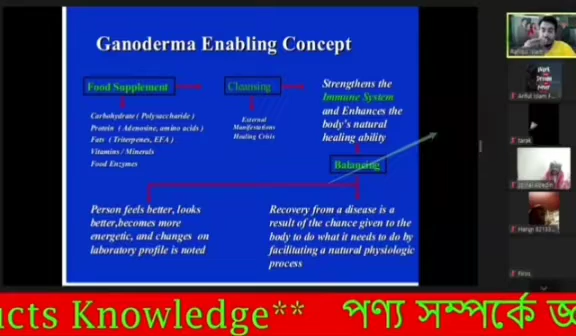 Ganoderma Enabling Concept
Food Supplement
Cleansing
Strengthens the
Immune System
and Enhances the
body's natural
healing ability
Carbohydrate ( Polysaccharide )
Protein ( Adenosine, amino acids )
Fats ( Triterpenes, EFA )
Vitamins / Minerals
Food Enzymes
External
Manifestations
Healing Crisis
Balancing
Person feels better, looks
better, becomes more
energetic, and changes on
laboratory profile is noted
Recovery from a disease is a
result of the chance given to the
body to do what it needs to do by
facilitating a natural physiologic
process
tarek
Firos
ucts Knowledge** পণ্য সম্পর্কে জ্ঞ